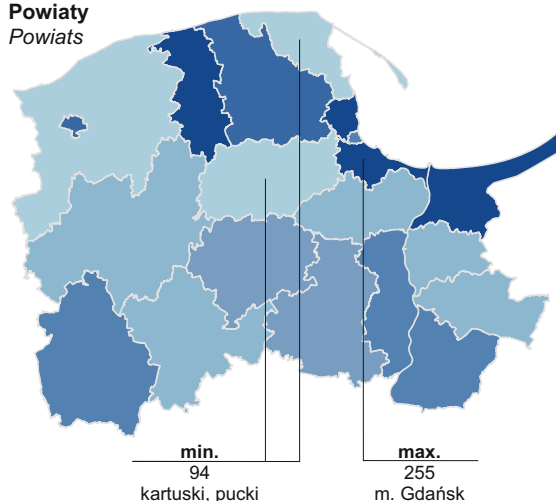 Powiaty
Powiats
min.
94
kartuski, pucki
max.
255
m. Gdańsk